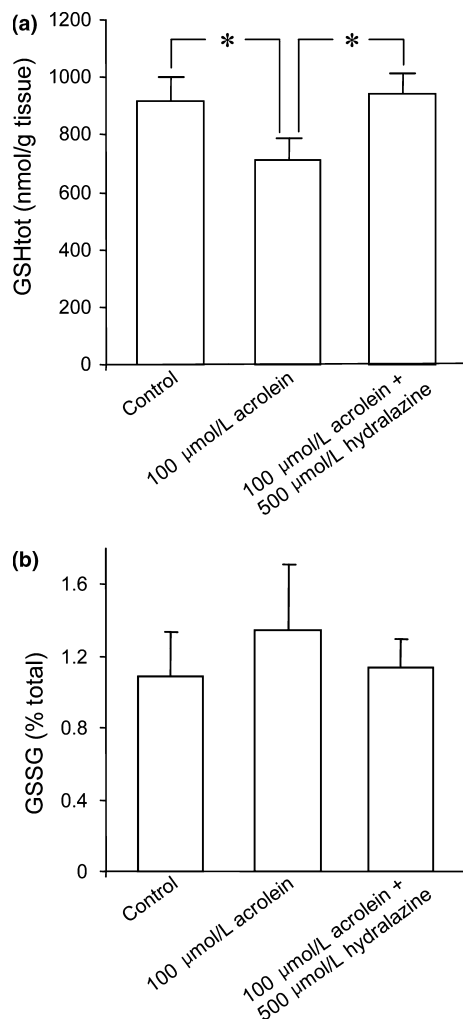 (a)
1200
1000
800
600
400
200
0
GSHtot (nmol/g tissue)
*
*
Control
100 µmol/L acrolein
100 µmol/L acrolein +
500 µmol/L hydralazine
(b)
1.6
1.2
0.8
0.4
0
GSSG (% total)
Control
100 µmol/L acrolein
100 µmol/L acrolein +
500 µmol/L hydralazine